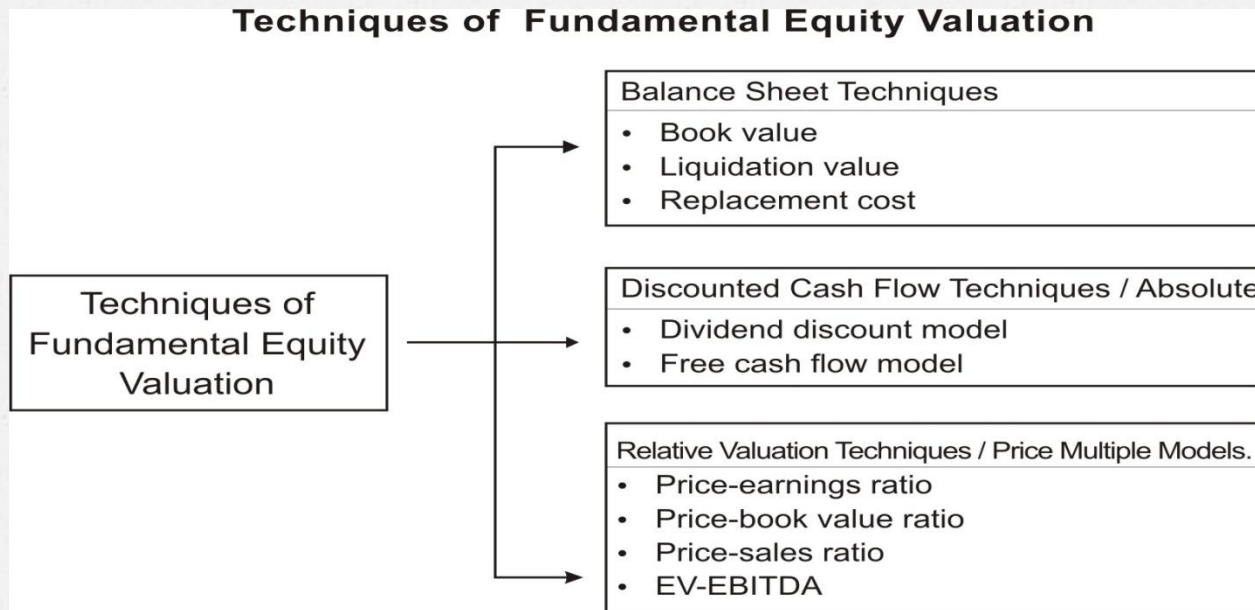 Techniques of Fundamental Equity Valuation
Techniques of
Fundamental Equity
Valuation
Balance Sheet Techniques
• Book value
• Liquidation value
• Replacement cost
Discounted Cash Flow Techniques / Absolute
• Dividend discount model
• Free cash flow model
Relative Valuation Techniques / Price Multiple Models.
• Price-earnings ratio
• Price-book value ratio
• Price-sales ratio
• EV-EBITDA